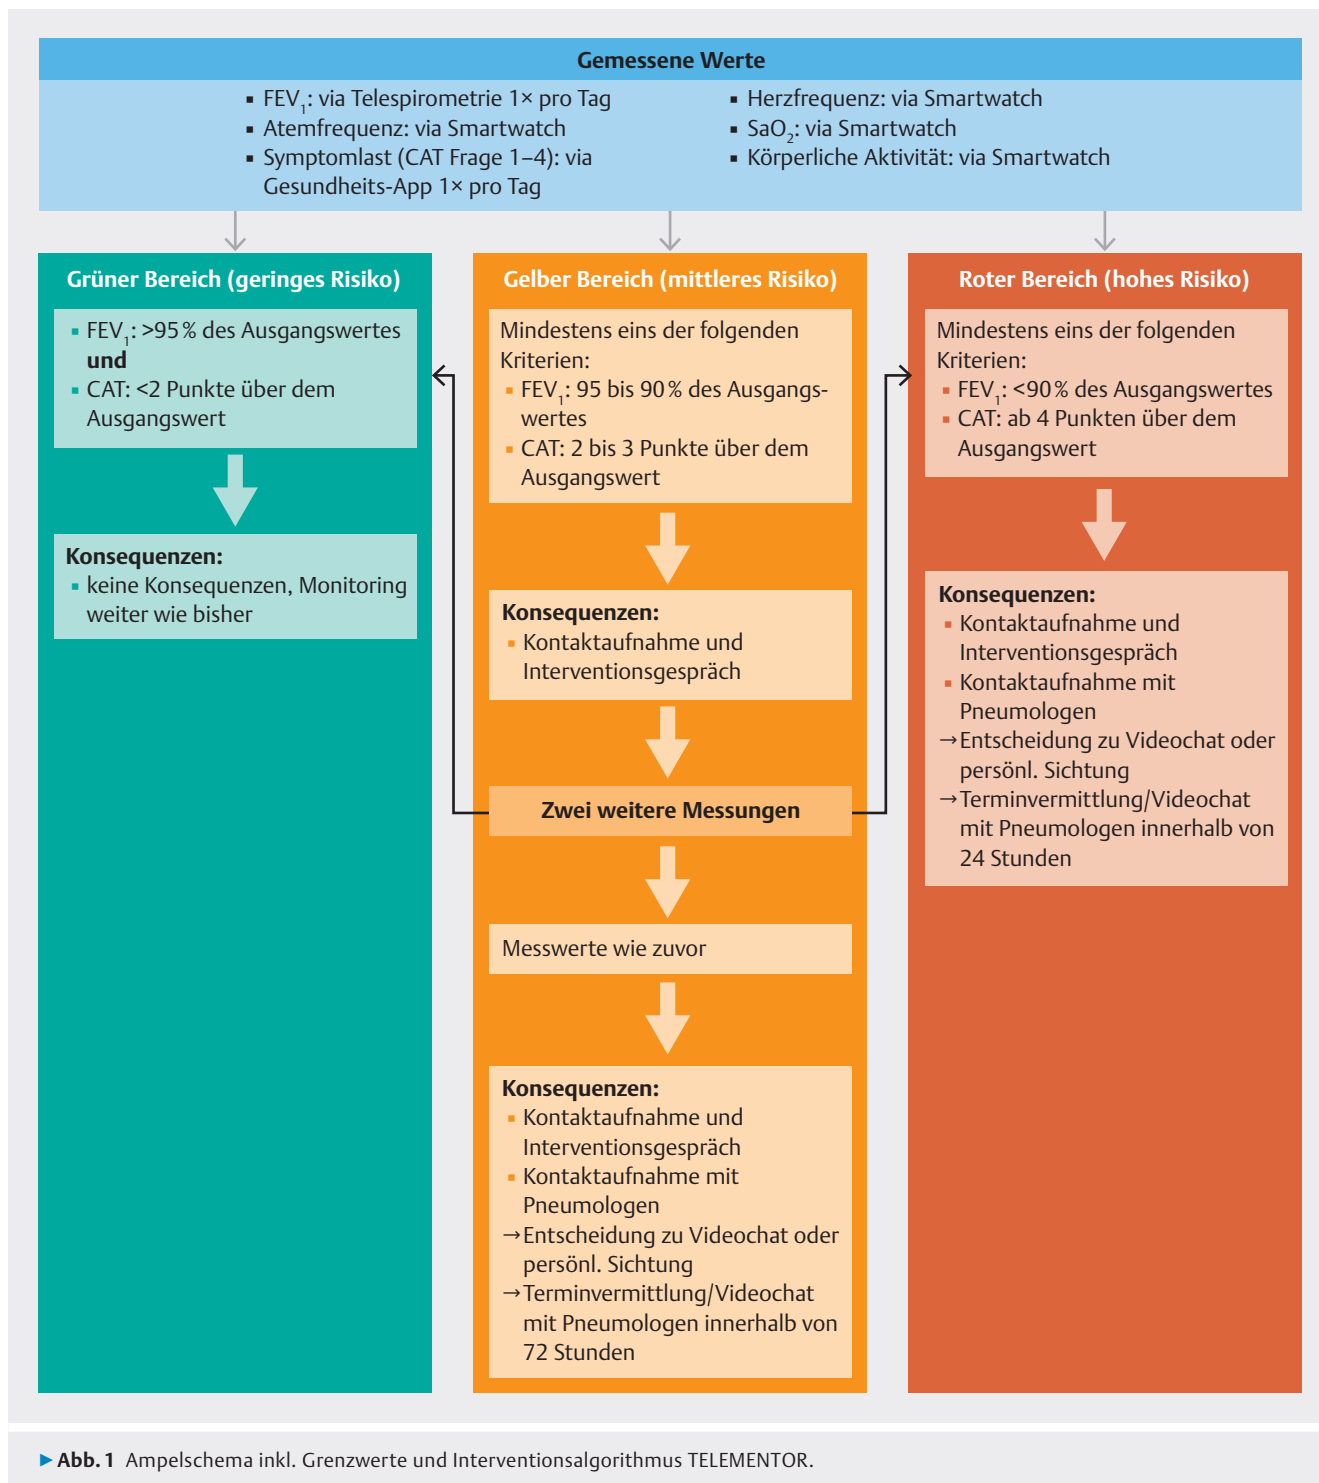 Gemessene Werte
▪ FEV₁: via Telespirometrie 1× pro Tag
▪ Atemfrequenz: via Smartwatch
▪ Symptomlast (CAT Frage 1–4): via
Gesundheits-App 1× pro Tag
▪ Herzfrequenz: via Smartwatch
▪ SaO₂: via Smartwatch
▪ Körperliche Aktivität: via Smartwatch
Grüner Bereich (geringes Risiko)
▪ FEV₁: >95 % des Ausgangswertes
und
▪ CAT: <2 Punkte über dem
Ausgangswert
Konsequenzen:
▪ keine Konsequenzen, Monitoring
weiter wie bisher
Gelber Bereich (mittleres Risiko)
Mindestens eins der folgenden
Kriterien:
▪ FEV₁: 95 bis 90 % des Ausgangs-
wertes
▪ CAT: 2 bis 3 Punkte über dem
Ausgangswert
Konsequenzen:
▪ Kontaktaufnahme und
Interventionsgespräch
Zwei weitere Messungen
Messwerte wie zuvor
Konsequenzen:
▪ Kontaktaufnahme und
Interventionsgespräch
▪ Kontaktaufnahme mit
Pneumologen
→ Entscheidung zu Videochat oder
persönl. Sichtung
→ Terminvermittlung/Videochat
mit Pneumologen innerhalb von
72 Stunden
Roter Bereich (hohes Risiko)
Mindestens eins der folgenden
Kriterien:
▪ FEV₁: <90 % des Ausgangswertes
▪ CAT: ab 4 Punkten über dem
Ausgangswert
Konsequenzen:
▪ Kontaktaufnahme und
Interventionsgespräch
▪ Kontaktaufnahme mit
Pneumologen
→ Entscheidung zu Videochat oder
persönl. Sichtung
→ Terminvermittlung/Videochat
mit Pneumologen innerhalb von
24 Stunden
▶ Abb. 1 Ampelschema inkl. Grenzwerte und Interventionsalgorithmus TELEMENTOR.